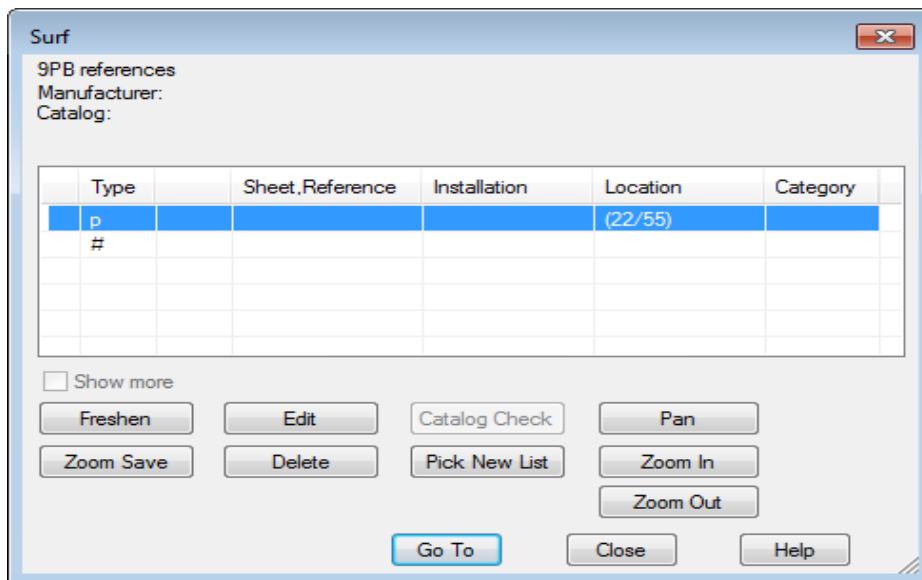 Surf
9PB references
Manufacturer:
Catalog:
Type Sheet,Reference Installation Location Category
p (22/55)
#
Show more
Freshen Edit Catalog Check Pan
Zoom Save Delete Pick New List Zoom In
Zoom Out
Go To Close Help